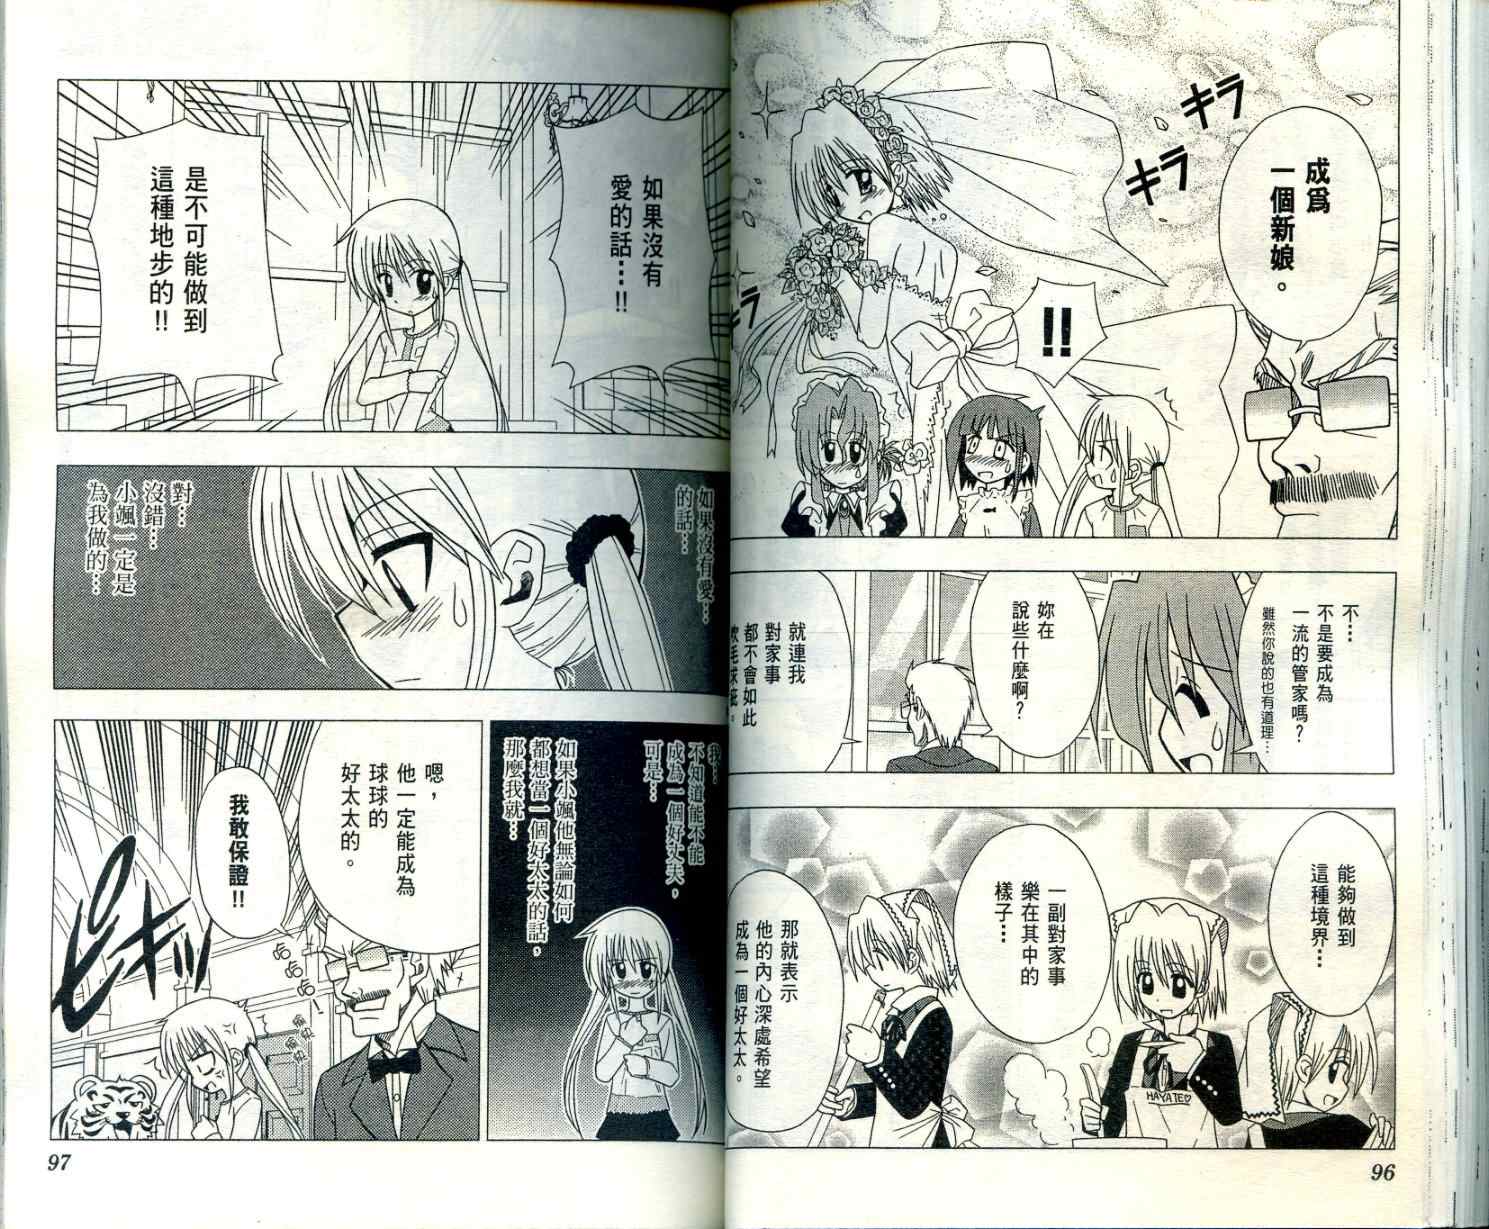 成爲
一個新娘。
キラ
キラ
キラ
!!
不…
不是要成為
一流的管家嗎？
雖然你說的也有道理…
妳在
說些什麼啊？
就連我
對家事
都不會如此
吹毛求疵。
能夠做到
這種境界…
一副對家事
樂在其中的
樣子…
HAYATE♡
那就表示
他的內心深處希望
成為一個好太太。
96
如果沒有
愛的話…!!
是不可能做到
這種地步的!!
如果沒有愛…
的話…
對…
沒錯…
小颯一定是
為我做的…
我…
不知道能不能
成為一個好丈夫，
可是…
如果小颯他無論如何
都想當一個好太太的話，
那麼我就…
嗯，
他一定能成為
球球的
好太太的。
我敢保證!!
ピキッ
97